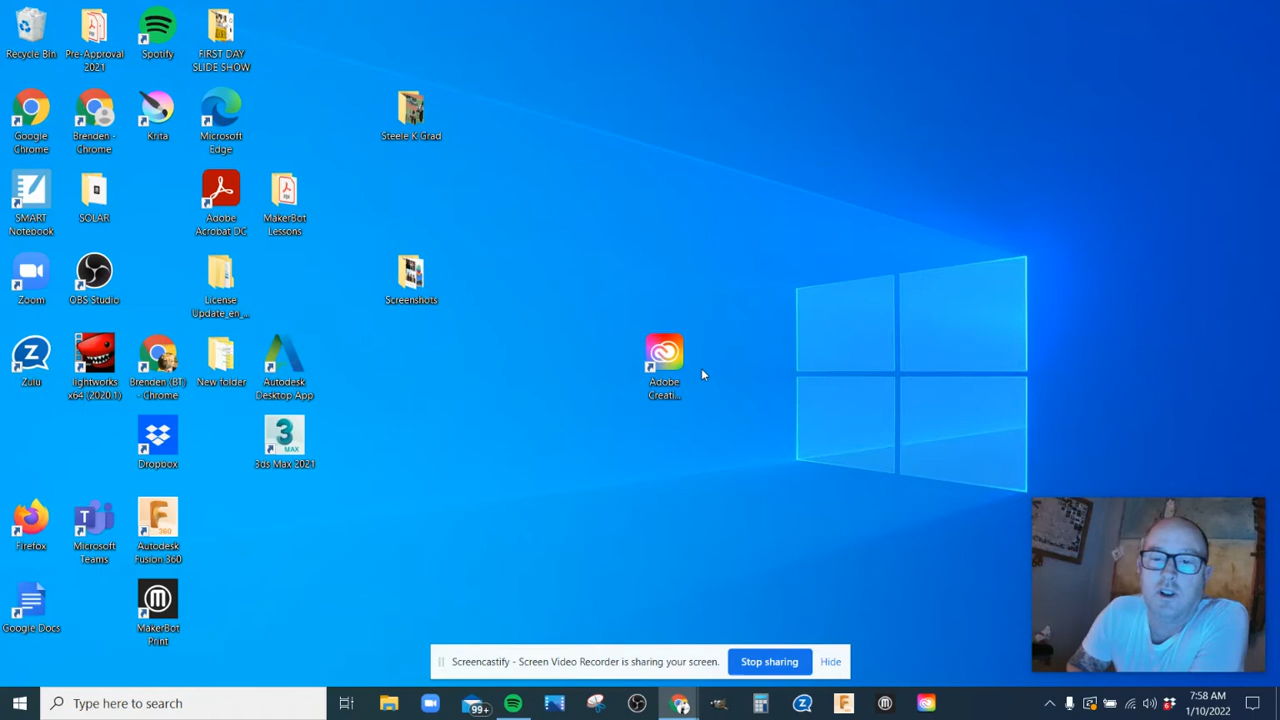 Recycle Bin
Pre-Approval
2021
Spotify
FIRST DAY
SLIDE SHOW
Google
Chrome
Brenden -
Chrome
Krita
Microsoft
Edge
Steele K Grad
SMART
Notebook
SOLAR
Adobe
Acrobat DC
MakerBot
Lessons
Zoom
OBS Studio
License
Update_en_...
Screenshots
Zulu
lightworks
x64 (2020.1)
Brenden (BT)
- Chrome
New folder
Autodesk
Desktop App
Adobe
Creati...
Dropbox
3
MAX
3ds Max 2021
Firefox
Microsoft
Teams
360
Autodesk
Fusion 360
Google Docs
MakerBot
Print
Screencastify - Screen Video Recorder is sharing your screen.
Stop sharing
Hide
Type here to search
99+
7:58 AM
1/10/2022